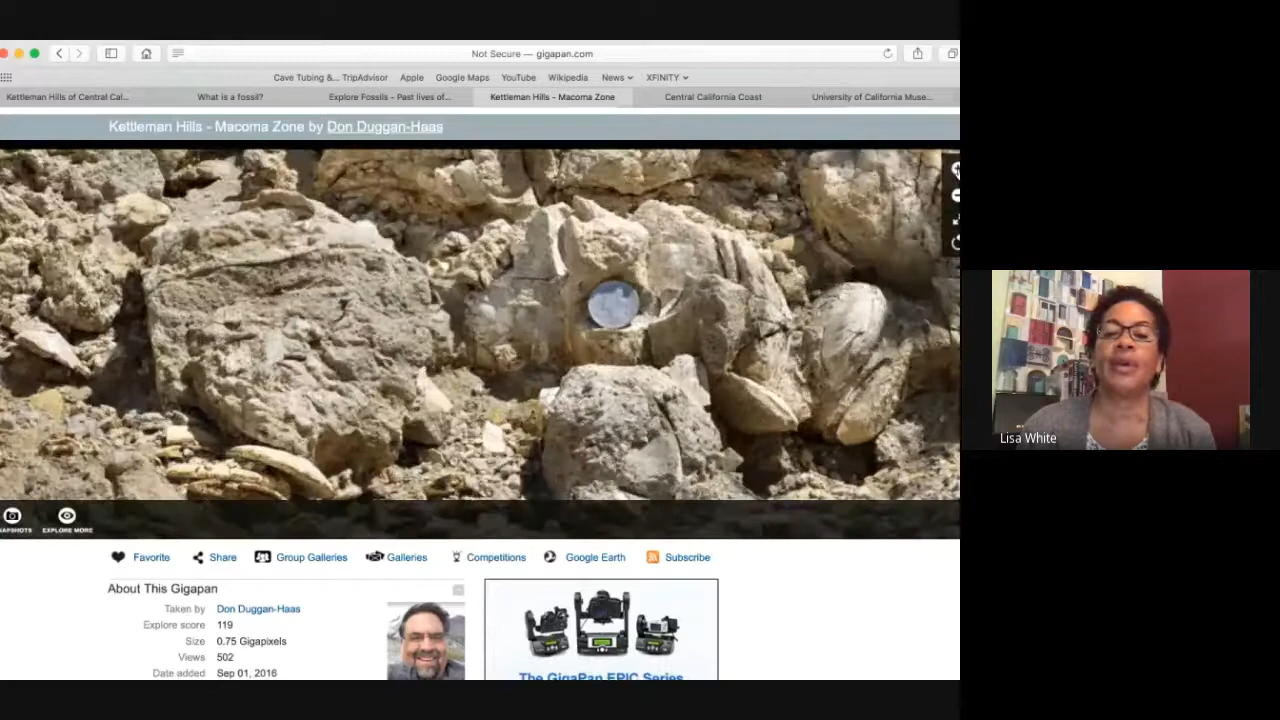 Not Secure — gigapan.com
Cave Tubing &... TripAdvisor Apple Google Maps YouTube Wikipedia News XFINITY
Kettleman Hills of Central Cal... What is a fossil? Explore Fossils - Past lives of... Kettleman Hills - Macoma Zone Central California Coast University of California Muse...
Kettleman Hills - Macoma Zone by Don Duggan-Haas
Lisa White
NAPSHOTS EXPLORE MORE
Favorite Share Group Galleries Galleries Competitions Google Earth Subscribe
About This Gigapan
Taken by Don Duggan-Haas
Explore score 119
Size 0.75 Gigapixels
Views 502
Date added Sep 01, 2016
The GigaPan EPIC Series